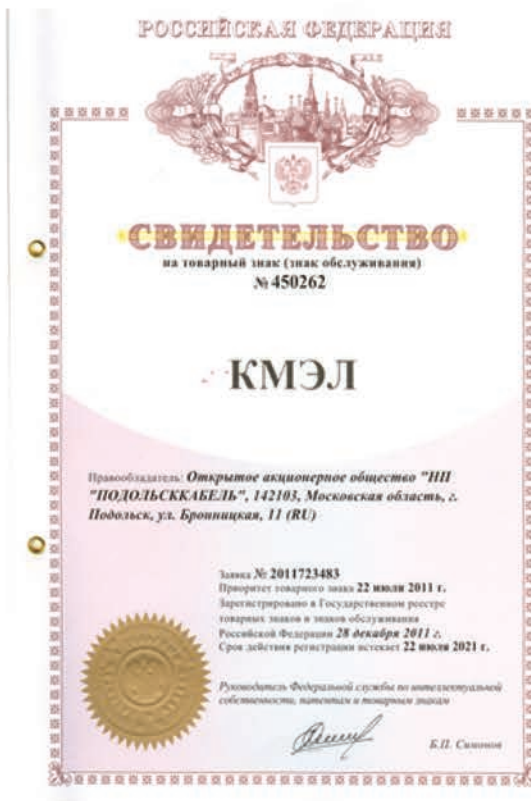 РОССИЙСКАЯ ФЕДЕРАЦИЯ
СВИДЕТЕЛЬСТВО
на товарный знак (знак обслуживания)
№ 450262
КМЭЛ
Правообладатель: Открытое акционерное общество "НП
"ПОДОЛЬСККАБЕЛЬ", 142103, Московская область, г.
Подольск, ул. Бронницкая, 11 (RU)
Заявка № 2011723483
Приоритет товарного знака 22 июля 2011 г.
Зарегистрировано в Государственном реестре
товарных знаков и знаков обслуживания
Российской Федерации 28 декабря 2011 г.
Срок действия регистрации истекает 22 июля 2021 г.
Руководитель Федеральной службы по интеллектуальной
собственности, патентам и товарным знакам
Б.П. Симонов